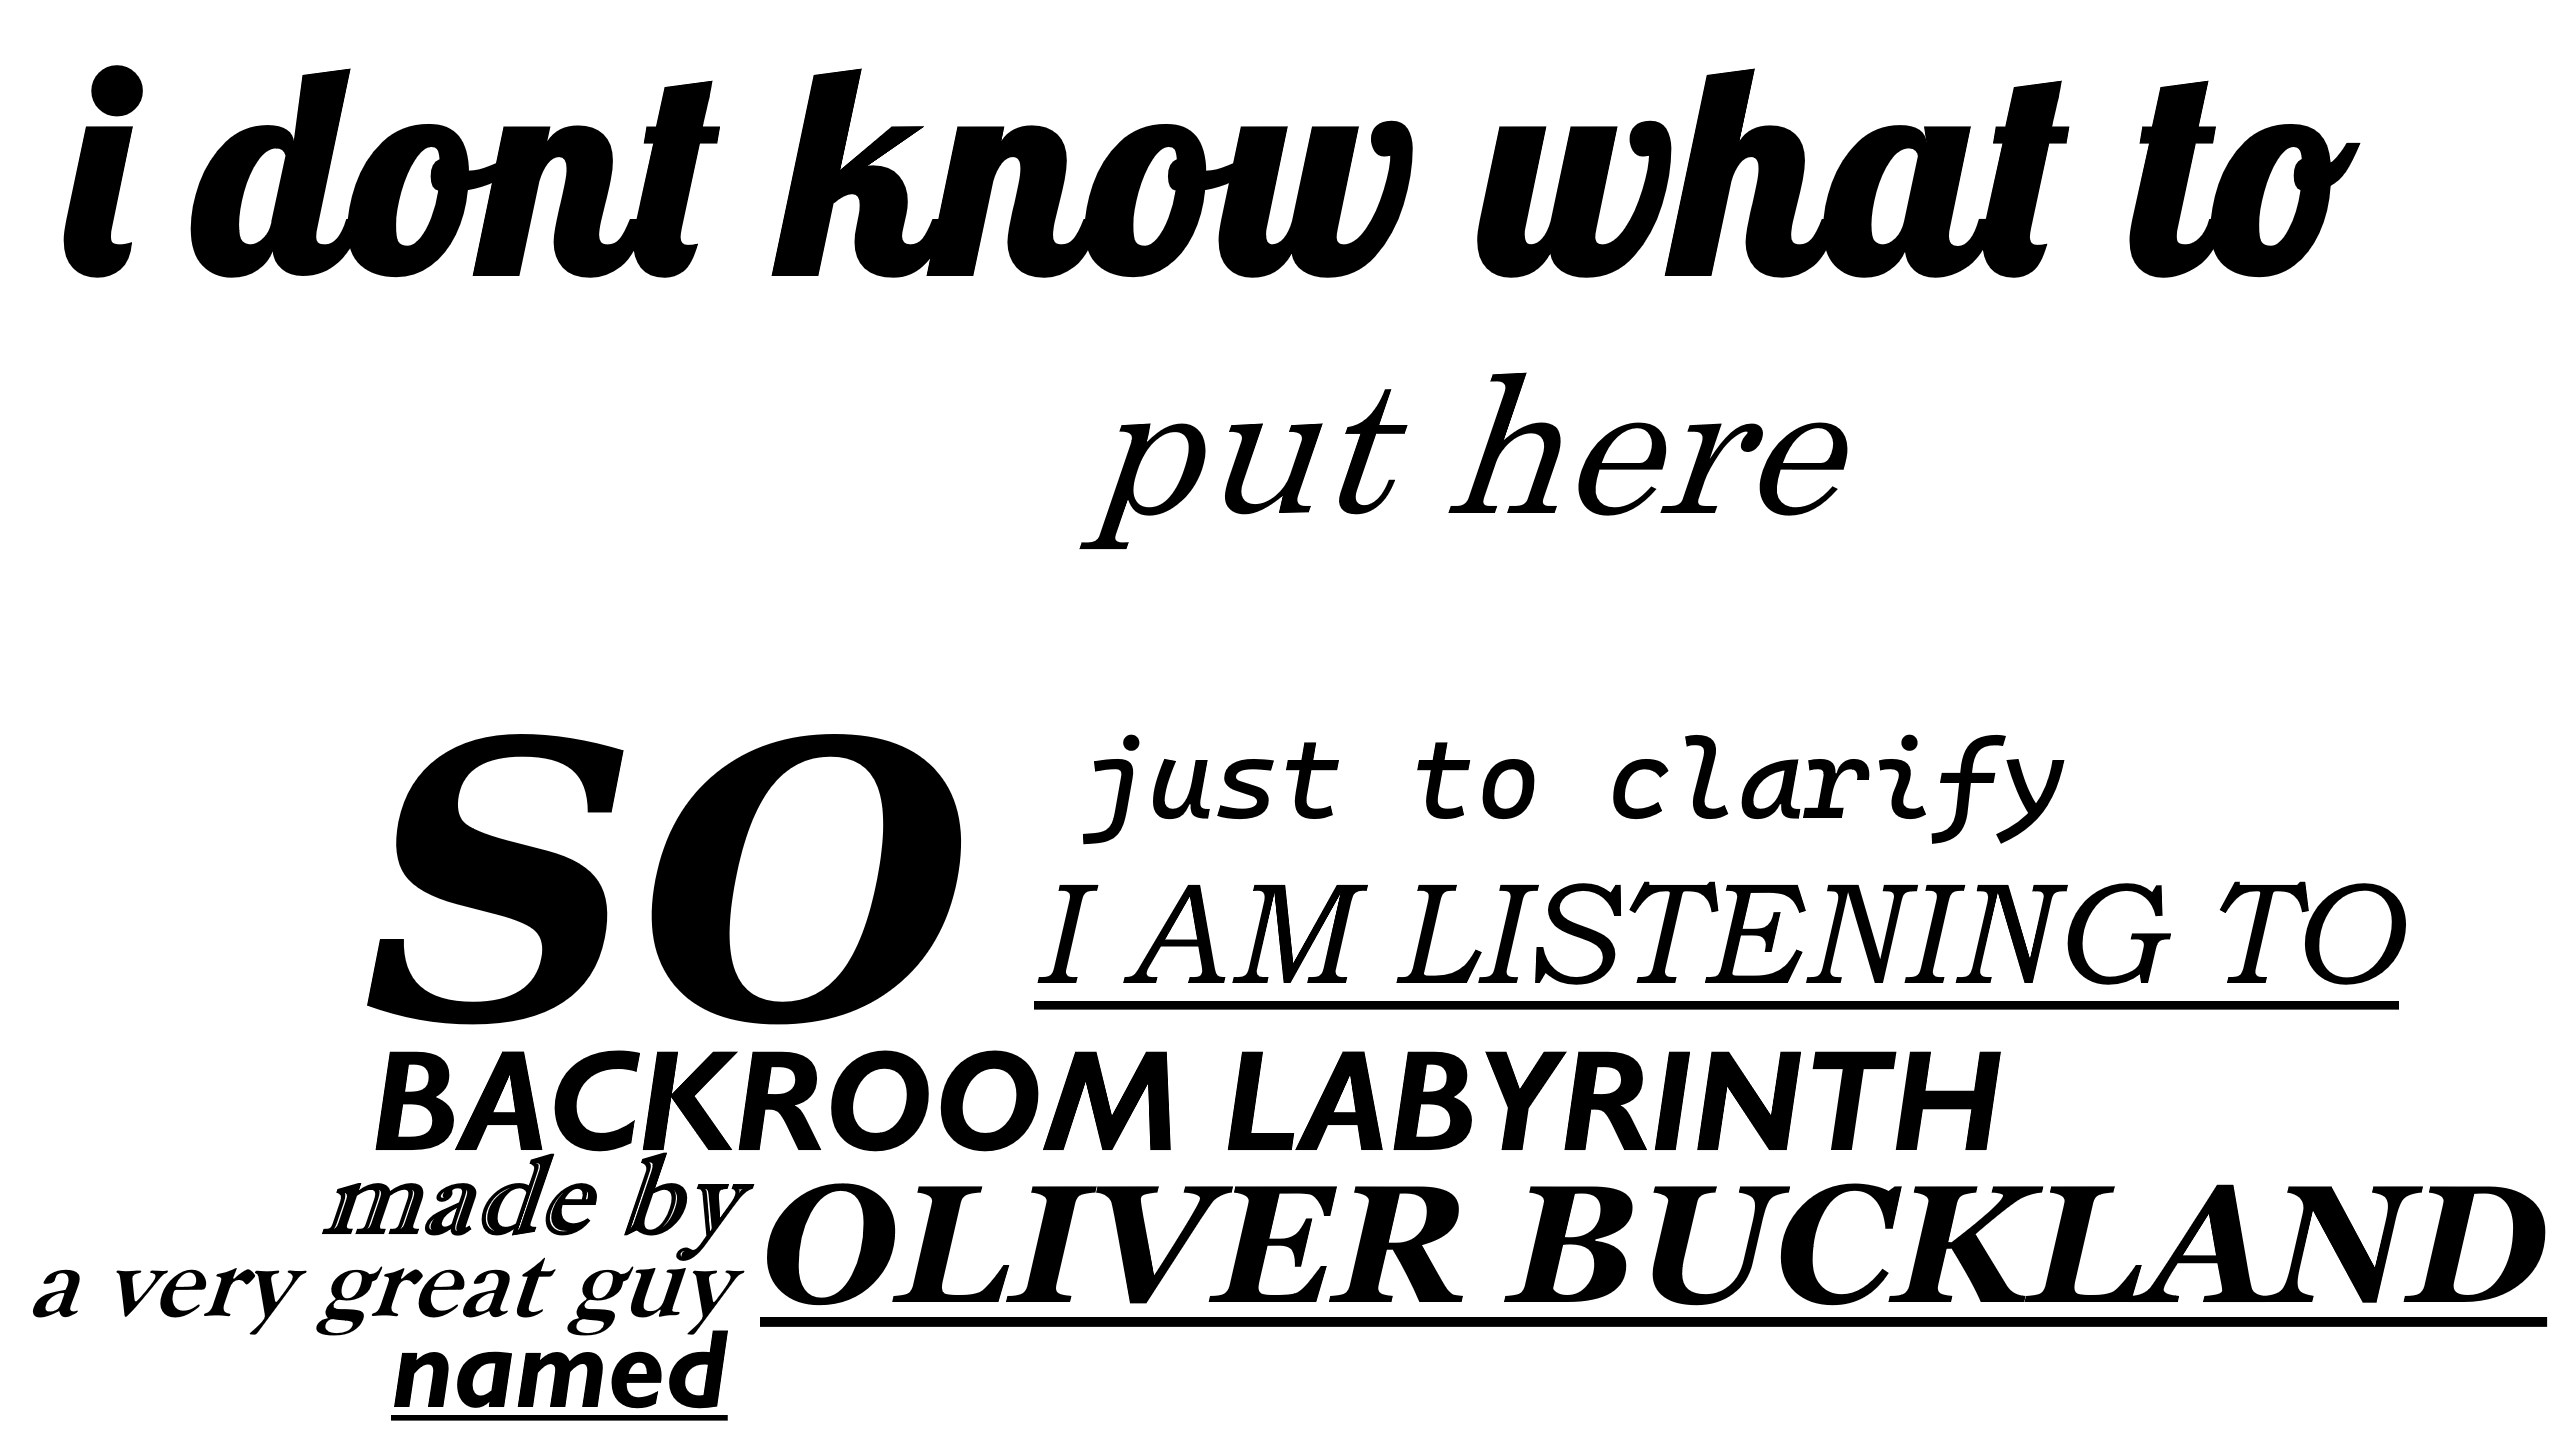 i dont know what to
put here
SO
just to clarify
I AM LISTENING TO
BACKROOM LABYRINTH
made by
a very great guy
named
OLIVER BUCKLAND